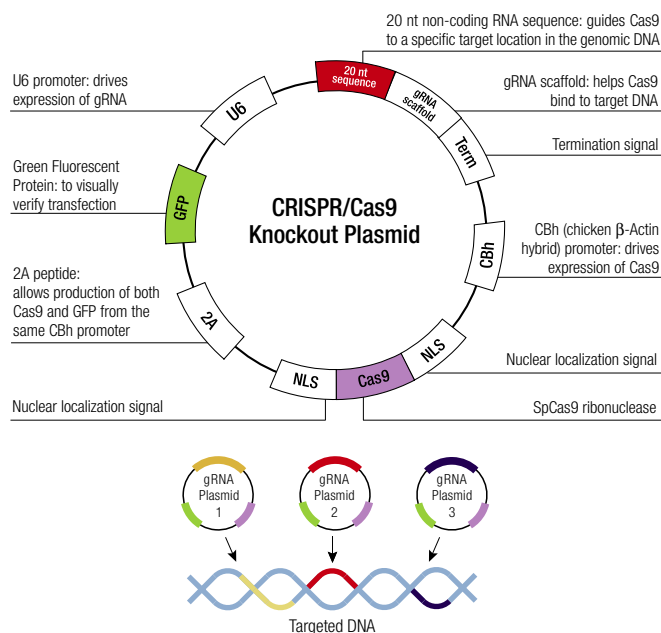 20 nt non-coding RNA sequence: guides Cas9
to a specific target location in the genomic DNA
U6 promoter: drives
expression of gRNA
20 nt
sequence
gRNA
scaffold
gRNA scaffold: helps Cas9
bind to target DNA
U6
Term
Termination signal
Green Fluorescent
Protein: to visually
verify transfection
GFP
CRISPR/Cas9
Knockout Plasmid
CBh
CBh (chicken β-Actin
hybrid) promoter: drives
expression of Cas9
2A peptide:
allows production of both
Cas9 and GFP from the
same CBh promoter
2A
NLS
Cas9
NLS
Nuclear localization signal
Nuclear localization signal
SpCas9 ribonuclease
gRNA
Plasmid
1
gRNA
Plasmid
2
gRNA
Plasmid
3
Targeted DNA